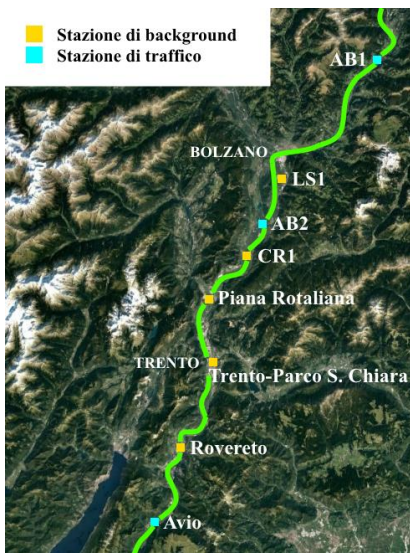 Stazione di background
Stazione di traffico
AB1
BOLZANO
LS1
AB2
CR1
Piana Rotaliana
TRENTO
Trento-Parco S. Chiara
Rovereto
Avio